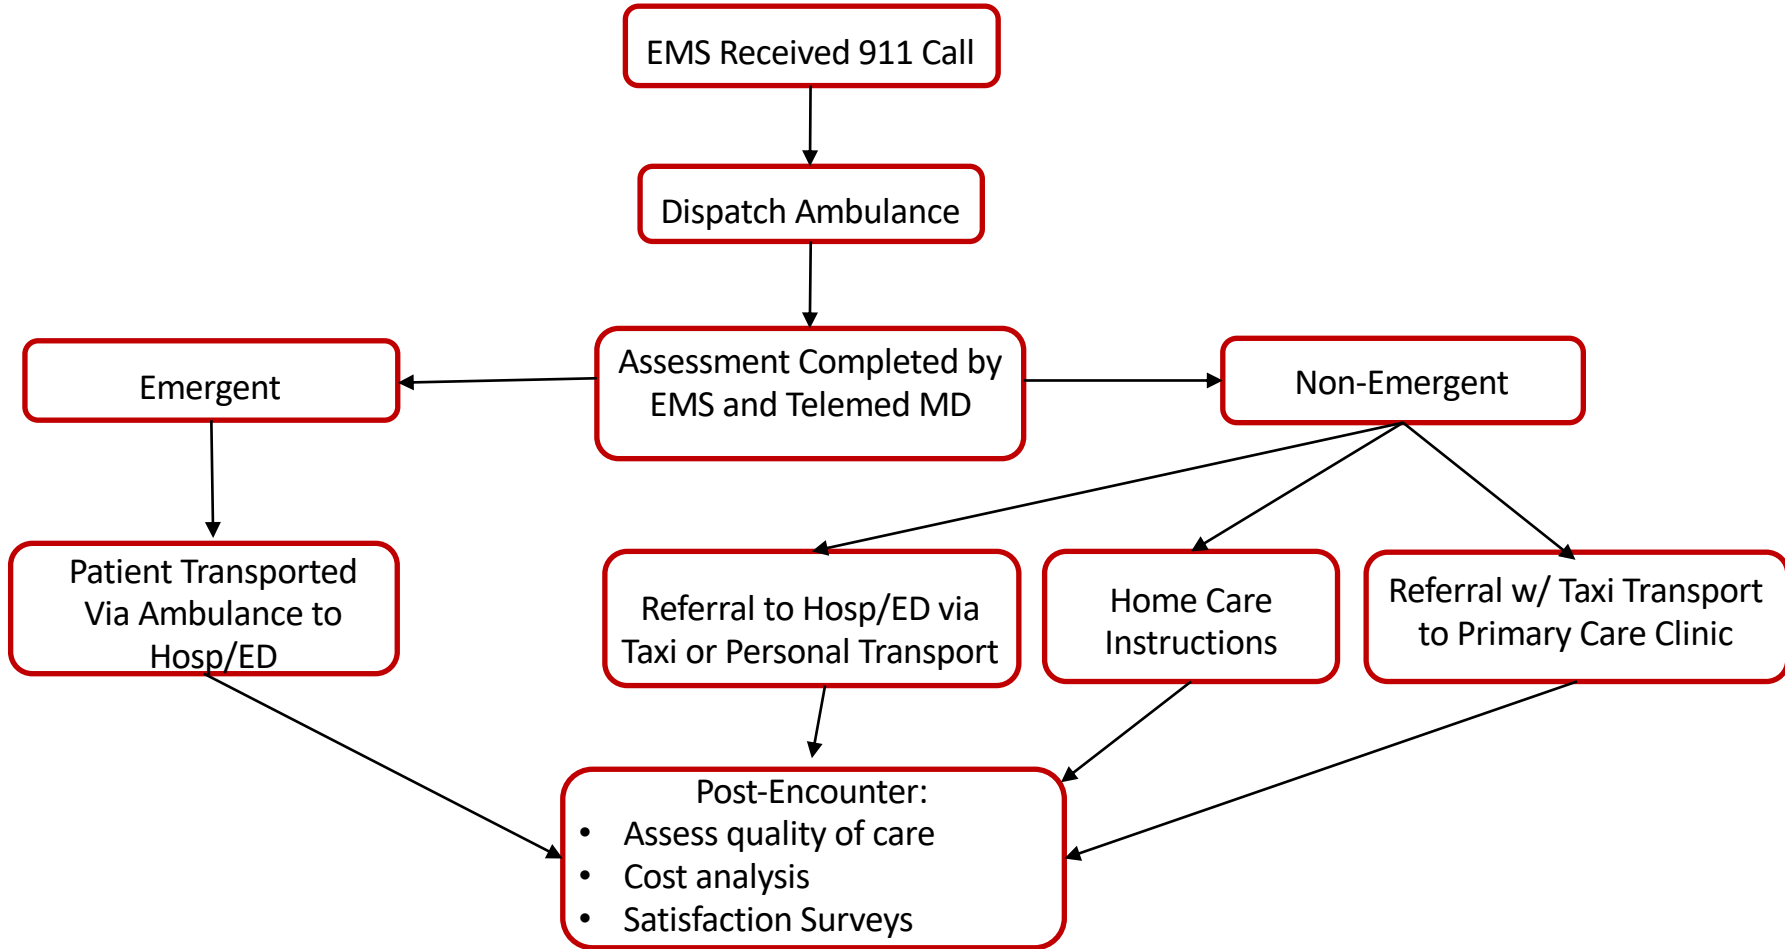 EMS Received 911 Call
Dispatch Ambulance
Assessment Completed by
EMS and Telemed MD
Emergent
Non-Emergent
Patient Transported
Via Ambulance to
Hosp/ED
Referral to Hosp/ED via
Taxi or Personal Transport
Home Care
Instructions
Referral w/ Taxi Transport
to Primary Care Clinic
Post-Encounter:
• Assess quality of care
• Cost analysis
• Satisfaction Surveys